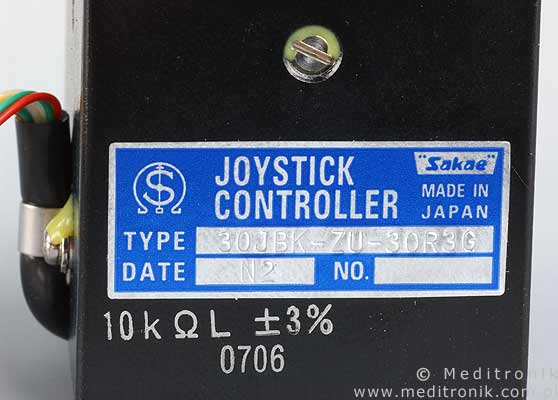 JOYSTICK
CONTROLLER
"Sakae"
MADE IN
JAPAN
TYPE 30JBK-ZU-30R3G
DATE N2 NO.
10kΩL ±3%
0706
© Meditronik
www.meditronik.com.pl